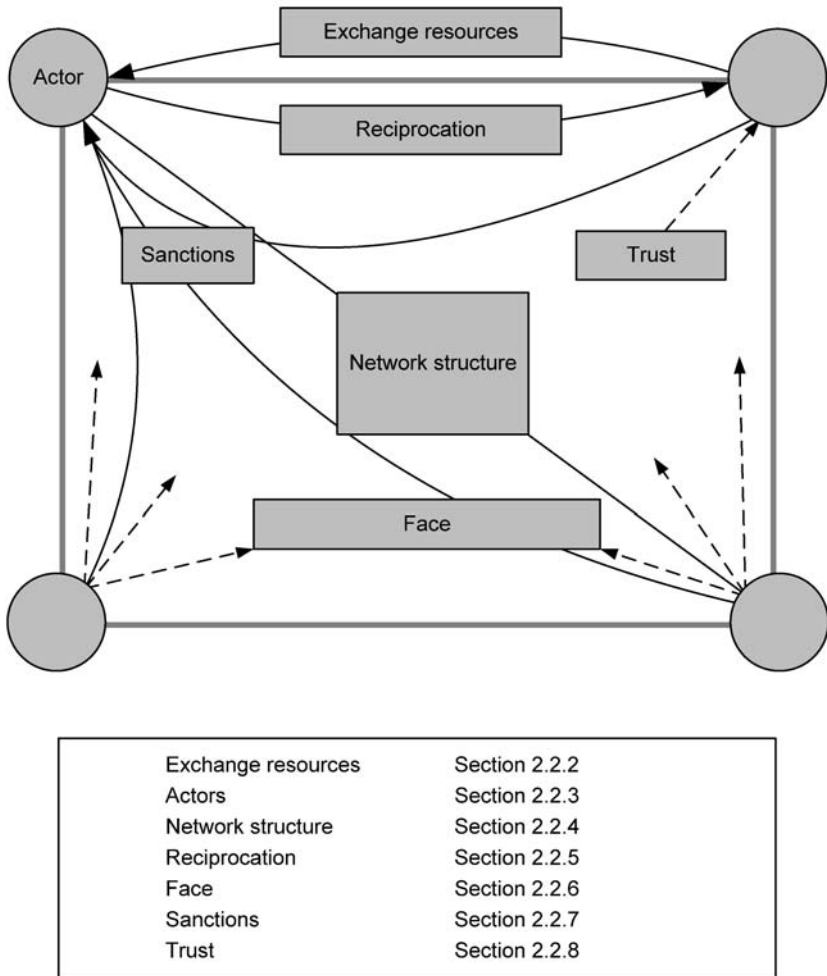 Exchange resources
Actor
Reciprocation
Sanctions
Trust
Network structure
Face
Exchange resources Section 2.2.2
Actors Section 2.2.3
Network structure Section 2.2.4
Reciprocation Section 2.2.5
Face Section 2.2.6
Sanctions Section 2.2.7
Trust Section 2.2.8